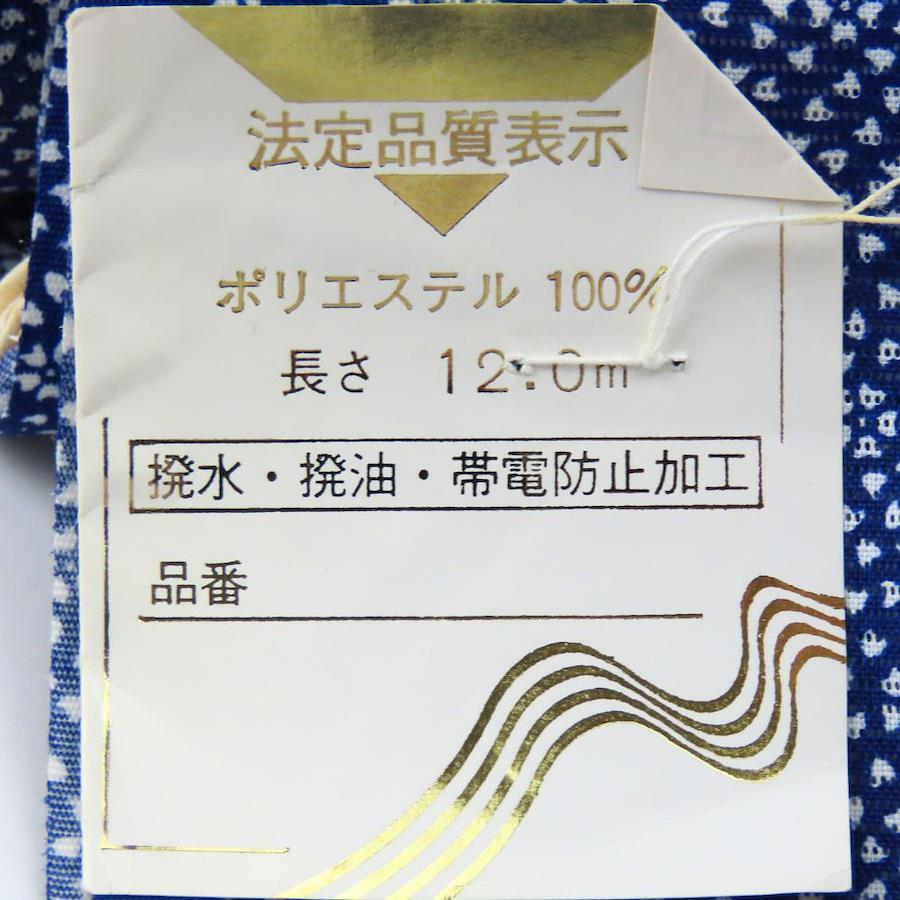 法定品質表示
ポリエステル 100%
長さ 12.0m
撥水・撥油・帯電防止加工
品番